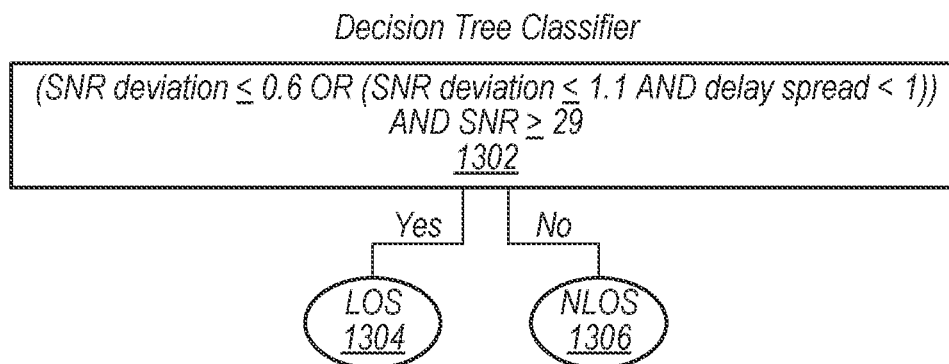 Decision Tree Classifier
(SNR deviation ≤ 0.6 OR (SNR deviation ≤ 1.1 AND delay spread < 1))
AND SNR ≥ 29
1302
Yes No
LOS NLOS
1304 1306